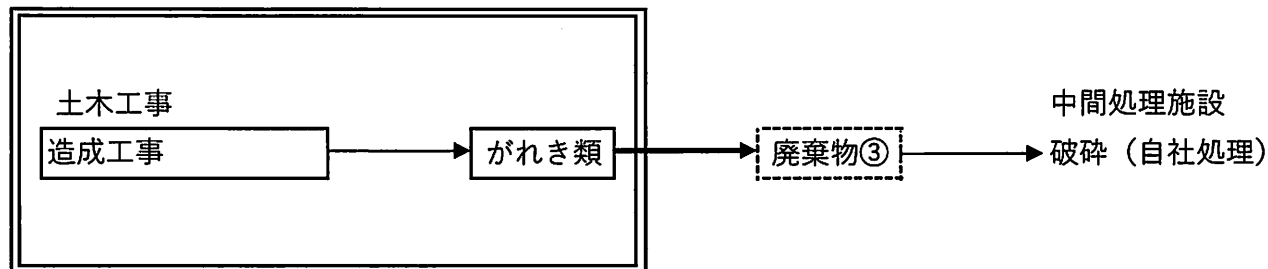 土木工事
造成工事
がれき類
廃棄物③
中間処理施設
破砕（自社処理）